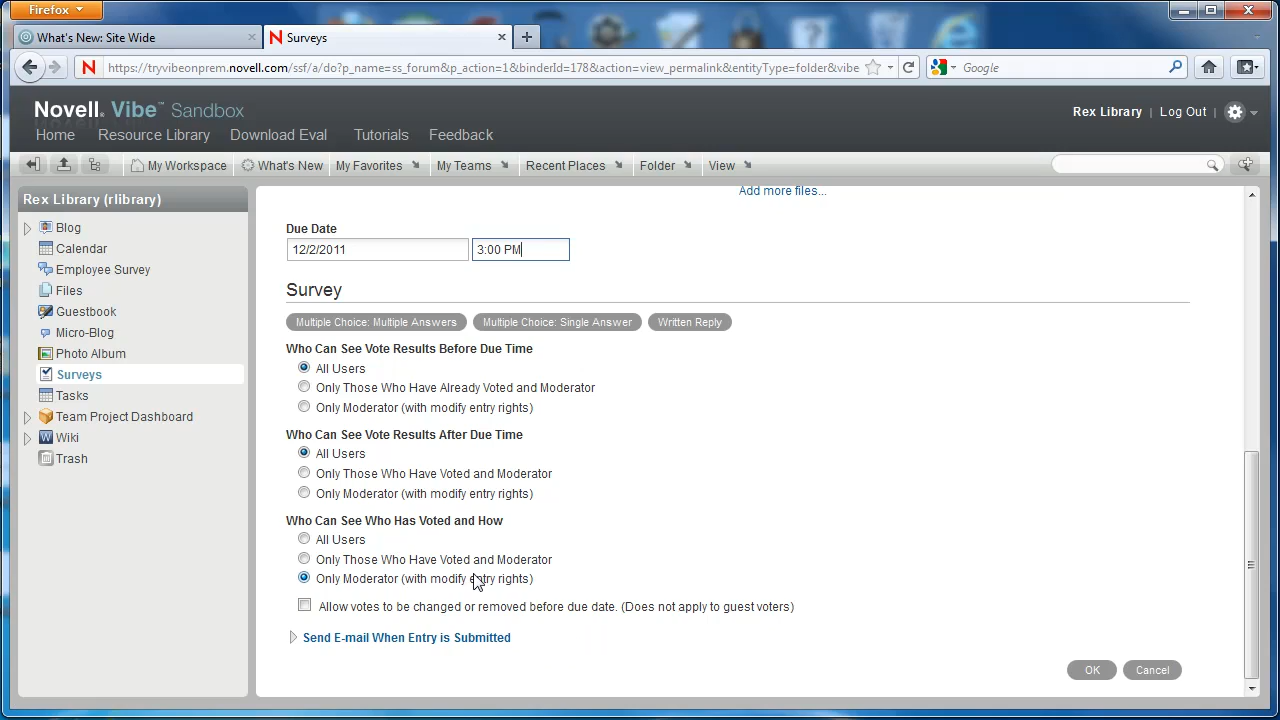 Firefox
What's New: Site Wide
Surveys
https://tryvibeonprem.novell.com/ssf/a/do?p_name=ss_forum&p_action=1&binderId=178&action=view_permalink&entityType=folder&vibe
Google
Novell® Vibe™ Sandbox
Rex Library | Log Out |
Home Resource Library Download Eval Tutorials Feedback
My Workspace What's New My Favorites My Teams Recent Places Folder View
Rex Library (rlibrary)
Blog
Calendar
Employee Survey
Files
Guestbook
Micro-Blog
Photo Album
Surveys
Tasks
Team Project Dashboard
Wiki
Trash
Add more files...
Due Date
12/2/2011 3:00 PM
Survey
Multiple Choice: Multiple Answers Multiple Choice: Single Answer Written Reply
Who Can See Vote Results Before Due Time
All Users
Only Those Who Have Already Voted and Moderator
Only Moderator (with modify entry rights)
Who Can See Vote Results After Due Time
All Users
Only Those Who Have Voted and Moderator
Only Moderator (with modify entry rights)
Who Can See Who Has Voted and How
All Users
Only Those Who Have Voted and Moderator
Only Moderator (with modify entry rights)
Allow votes to be changed or removed before due date. (Does not apply to guest voters)
Send E-mail When Entry is Submitted
OK Cancel